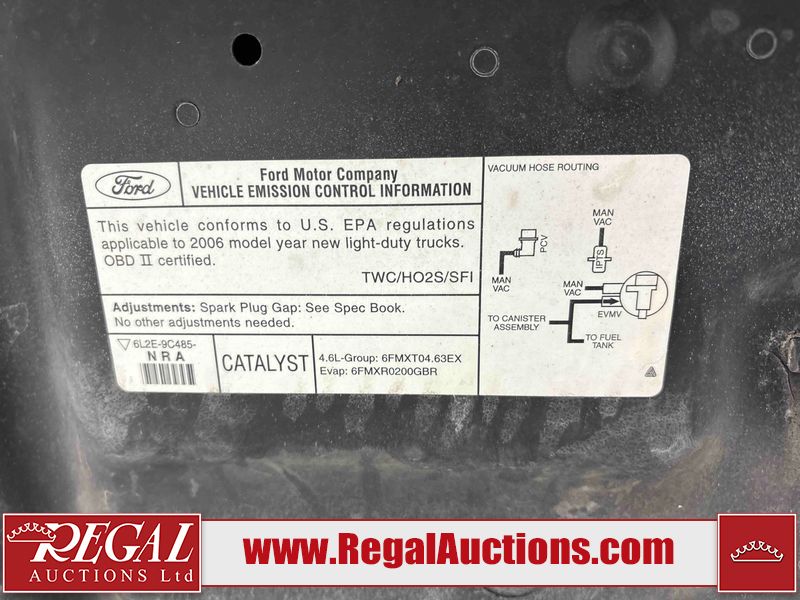 Ford
Ford Motor Company
VEHICLE EMISSION CONTROL INFORMATION
This vehicle conforms to U.S. EPA regulations
applicable to 2006 model year new light-duty trucks.
OBD II certified.
TWC/HO2S/SFI
Adjustments: Spark Plug Gap: See Spec Book.
No other adjustments needed.
6L2E-9C485-
NRA
CATALYST
4.6L-Group: 6FMXT04.63EX
Evap: 6FMXR0200GBR
VACUUM HOSE ROUTING
PCV
MAN
VAC
MAN
VAC
IPTS
MAN
VAC
EVMV
TO CANISTER
ASSEMBLY
TO FUEL
TANK
REGAL
AUCTIONS Ltd
www.RegalAuctions.com